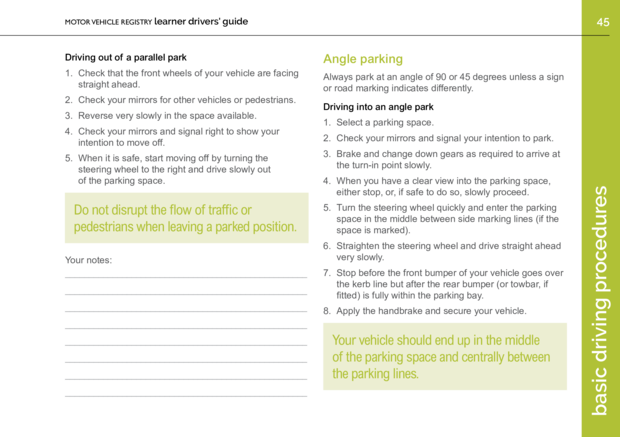 MOTOR VEHICLE REGISTRY learner drivers' guide
45
Driving out of a parallel park
1. Check that the front wheels of your vehicle are facing
straight ahead.
2. Check your mirrors for other vehicles or pedestrians.
3. Reverse very slowly in the space available.
4. Check your mirrors and signal right to show your
intention to move off.
5. When it is safe, start moving off by turning the
steering wheel to the right and drive slowly out
of the parking space.
Do not disrupt the flow of traffic or
pedestrians when leaving a parked position.
Your notes:
Angle parking
Always park at an angle of 90 or 45 degrees unless a sign
or road marking indicates differently.
Driving into an angle park
1. Select a parking space.
2. Check your mirrors and signal your intention to park.
3. Brake and change down gears as required to arrive at
the turn-in point slowly.
4. When you have a clear view into the parking space,
either stop, or, if safe to do so, slowly proceed.
5. Turn the steering wheel quickly and enter the parking
space in the middle between side marking lines (if the
space is marked).
6. Straighten the steering wheel and drive straight ahead
very slowly.
7. Stop before the front bumper of your vehicle goes over
the kerb line but after the rear bumper (or towbar, if
fitted) is fully within the parking bay.
8. Apply the handbrake and secure your vehicle.
Your vehicle should end up in the middle
of the parking space and centrally between
the parking lines.
basic driving procedures